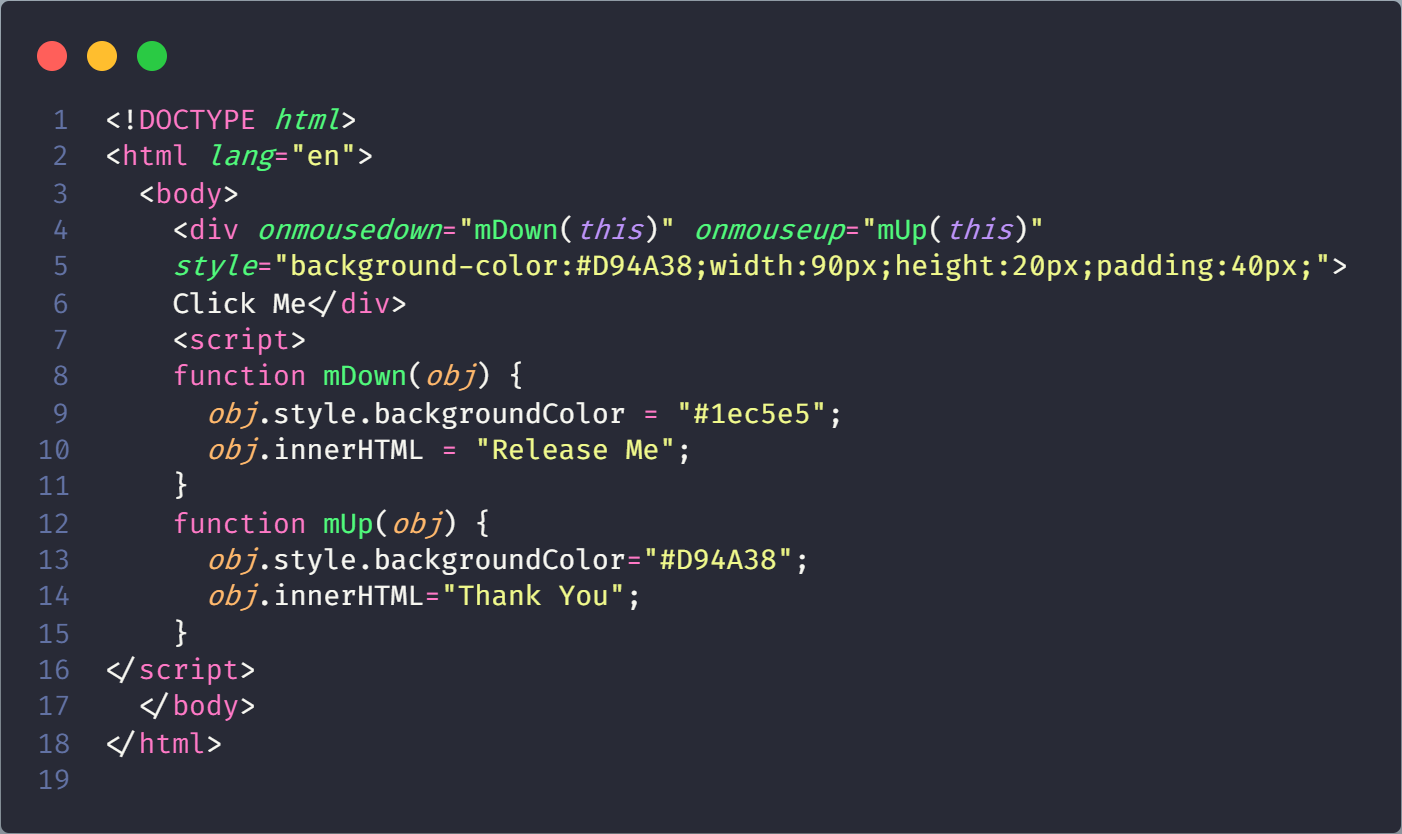 1 <!DOCTYPE html>
2 <html lang="en">
3   <body>
4     <div onmousedown="mDown(this)" onmouseup="mUp(this)"
5     style="background-color:#D94A38;width:90px;height:20px;padding:40px;">
6     Click Me</div>
7     <script>
8     function mDown(obj) {
9       obj.style.backgroundColor = "#1ec5e5";
10       obj.innerHTML = "Release Me";
11     }
12     function mUp(obj) {
13       obj.style.backgroundColor="#D94A38";
14       obj.innerHTML="Thank You";
15     }
16 </script>
17   </body>
18 </html>
19